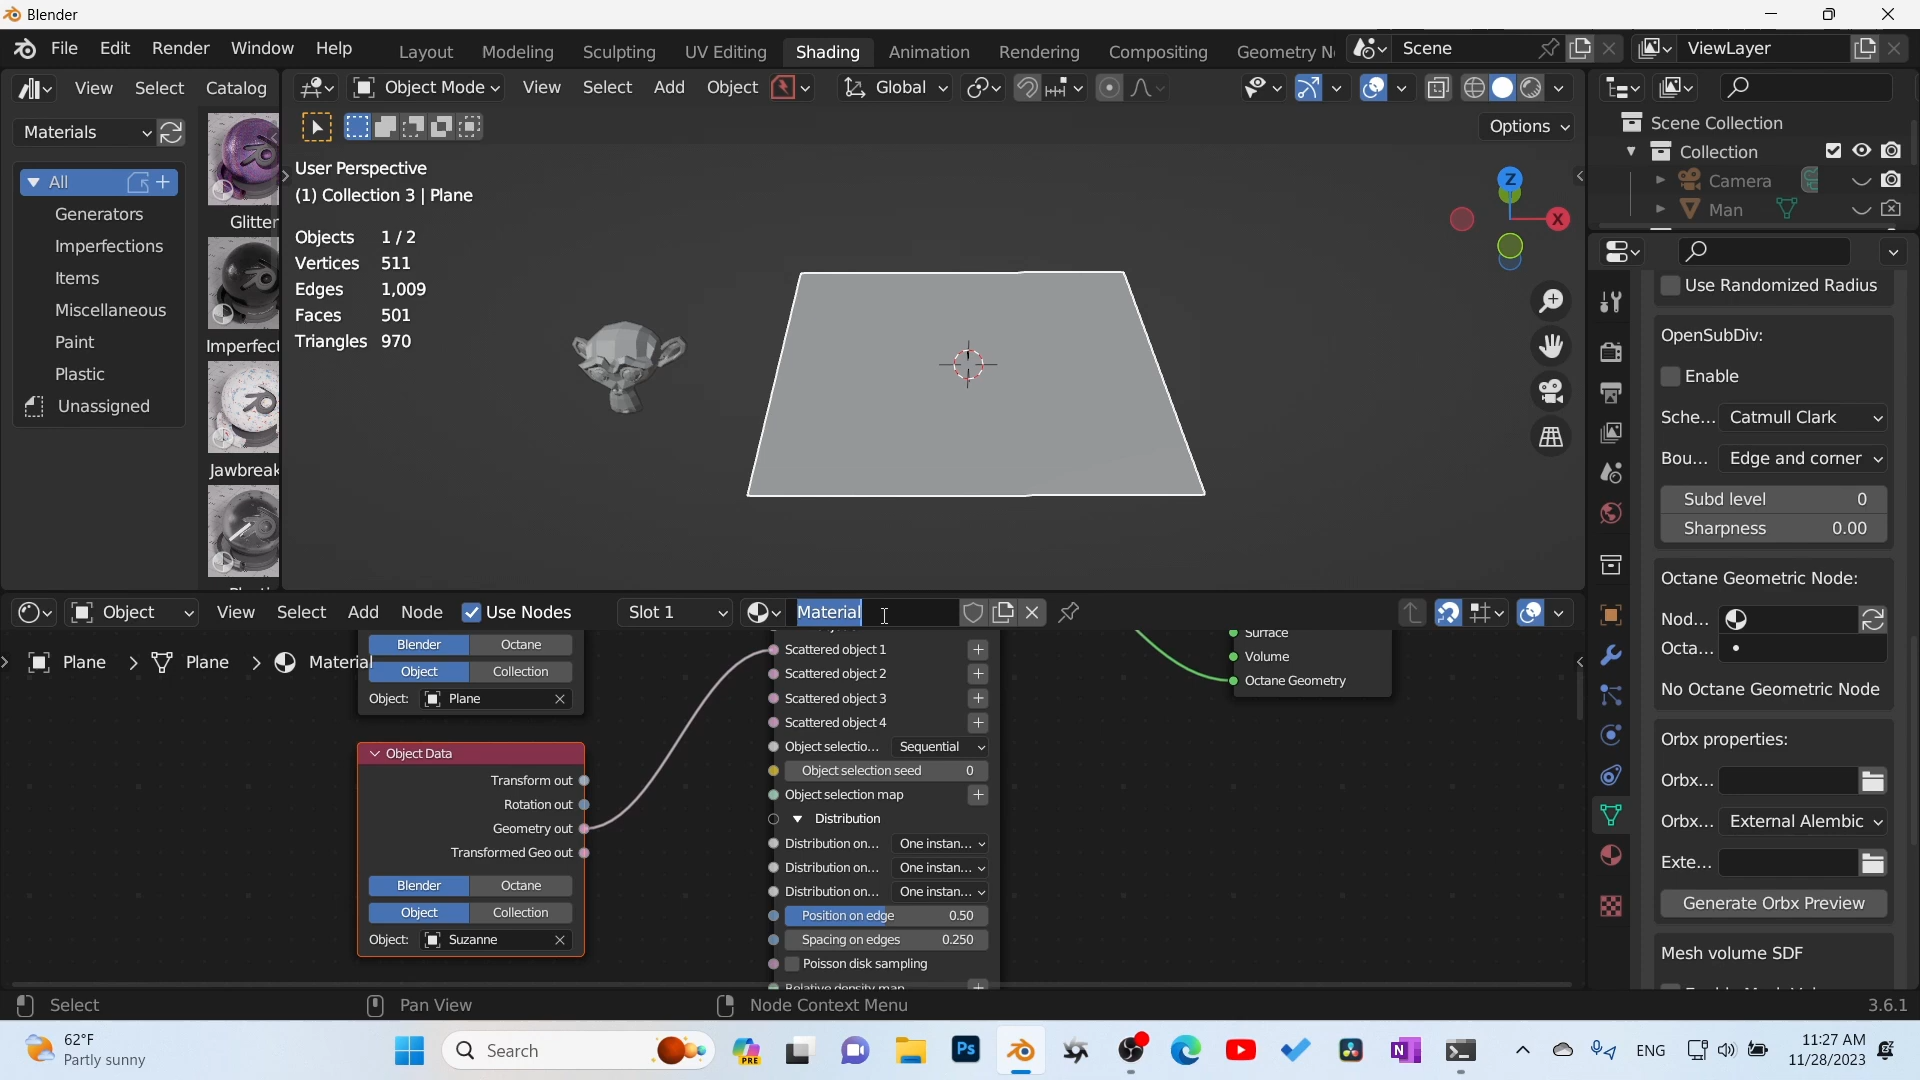 Blender
File Edit Render Window Help
Layout Modeling Sculpting UV Editing Shading Animation Rendering Compositing Geometry N
Scene
ViewLayer
View Select Catalog
Object Mode View Select Add Object Global
Materials
Options
All
Generators
Imperfections
Items
Miscellaneous
Paint
Plastic
Unassigned
Glitter
Imperfect
Jawbreak
User Perspective
(1) Collection 3 | Plane
Objects 1 / 2
Vertices 511
Edges 1,009
Faces 501
Triangles 970
Z
X
Scene Collection
Collection
Camera
Man
Use Randomized Radius
OpenSubDiv:
Enable
Sche... Catmull Clark
Bou... Edge and corner
Subd level 0
Sharpness 0.00
Octane Geometric Node:
Nod...
Octa...
No Octane Geometric Node
Orbx properties:
Orbx...
Orbx... External Alembic
Exte...
Generate Orbx Preview
Mesh volume SDF
Object View Select Add Node Use Nodes Slot 1 Material
Plane > Plane > Material
Blender Octane
Object Collection
Object: Plane
Object Data
Transform out
Rotation out
Geometry out
Transformed Geo out
Blender Octane
Object Collection
Object: Suzanne
Scattered object 1
Scattered object 2
Scattered object 3
Scattered object 4
Object selectio... Sequential
Object selection seed 0
Object selection map
Distribution
Distribution on... One instan...
Distribution on... One instan...
Distribution on... One instan...
Position on edge 0.50
Spacing on edges 0.250
Poisson disk sampling
Relative density map
Surface
Volume
Octane Geometry
Select Pan View Node Context Menu 3.6.1
62°F
Partly sunny
Search
PRE
Ps
N
ENG
11:27 AM
11/28/2023